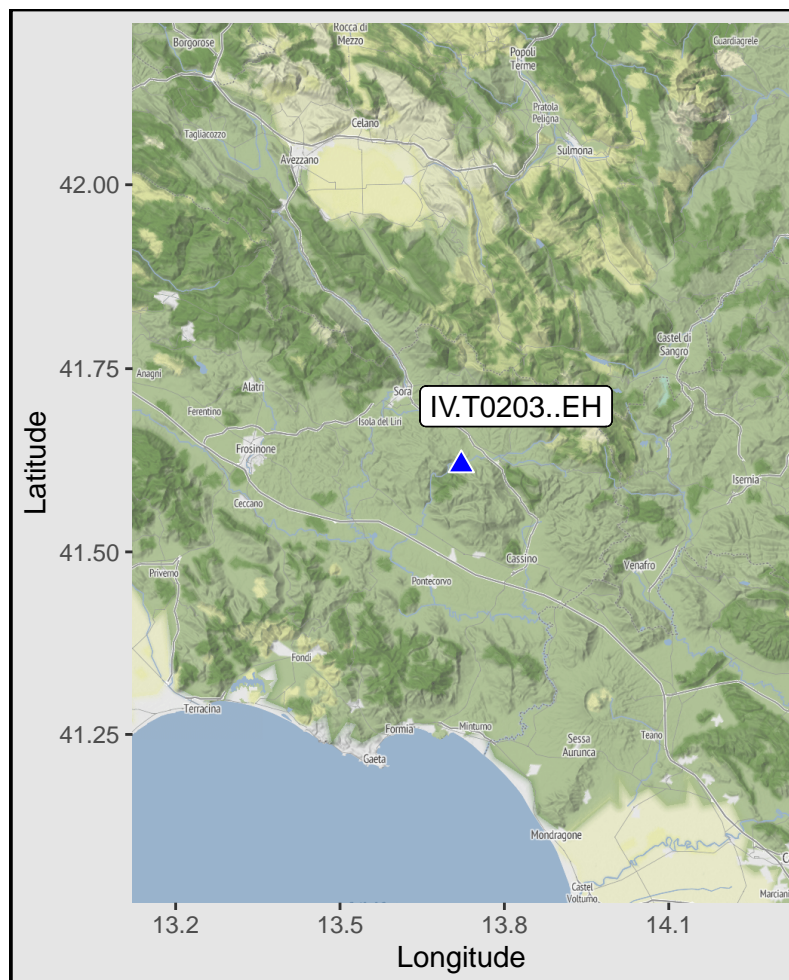 Rocca di
Mezzo
Borgorose
Guardiagrele
Popoli
Terme
Pratola
Peligna
Celano
Tagliacozzo
Avezzano
Sulmona
42.00
Castel di
Sangro
41.75
Anagni
Alatri
Sora
IV.T0203..EH
Ferentino
Isola del Liri
Frosinone
Isernia
Latitude
Ceccano
41.50
Cassino
Venafro
Priverno
Pontecorvo
Fondi
Terracina
Formia
Minturno
41.25
Sessa
Aurunca
Teano
Gaeta
Mondragone
Castel
Volturno
Marcian
13.2
13.5
13.8
14.1
Longitude